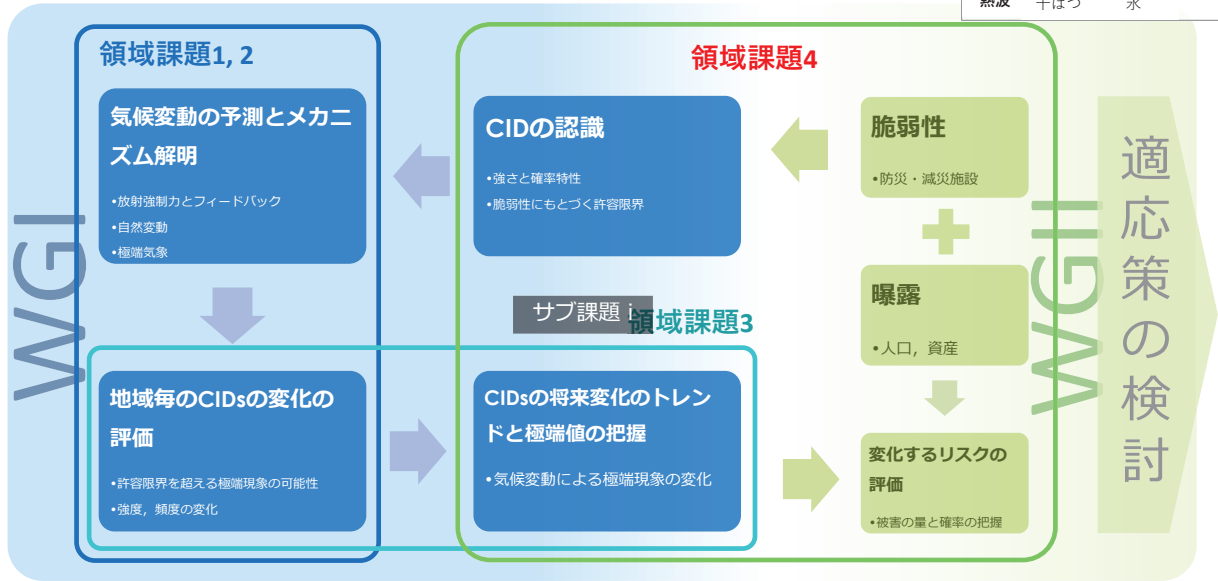 熱波 干ばつ 氷
領域課題1, 2
領域課題4
気候変動の予測とメカニ
ズム解明
•放射強制力とフィードバック
•自然変動
•極端気象
CIDの認識
•強さと確率特性
•脆弱性にもとづく許容限界
脆弱性
•防災・減災施設
曝露
•人口，資産
サブ課題 i
領域課題3
地域毎のCIDsの変化の
評価
•許容限界を超える極端現象の可能性
•強度，頻度の変化
CIDsの将来変化のトレン
ドと極端値の把握
•気候変動による極端現象の変化
変化するリスクの
評価
•被害の量と確率の把握
WGI
WGII
適応策の検討